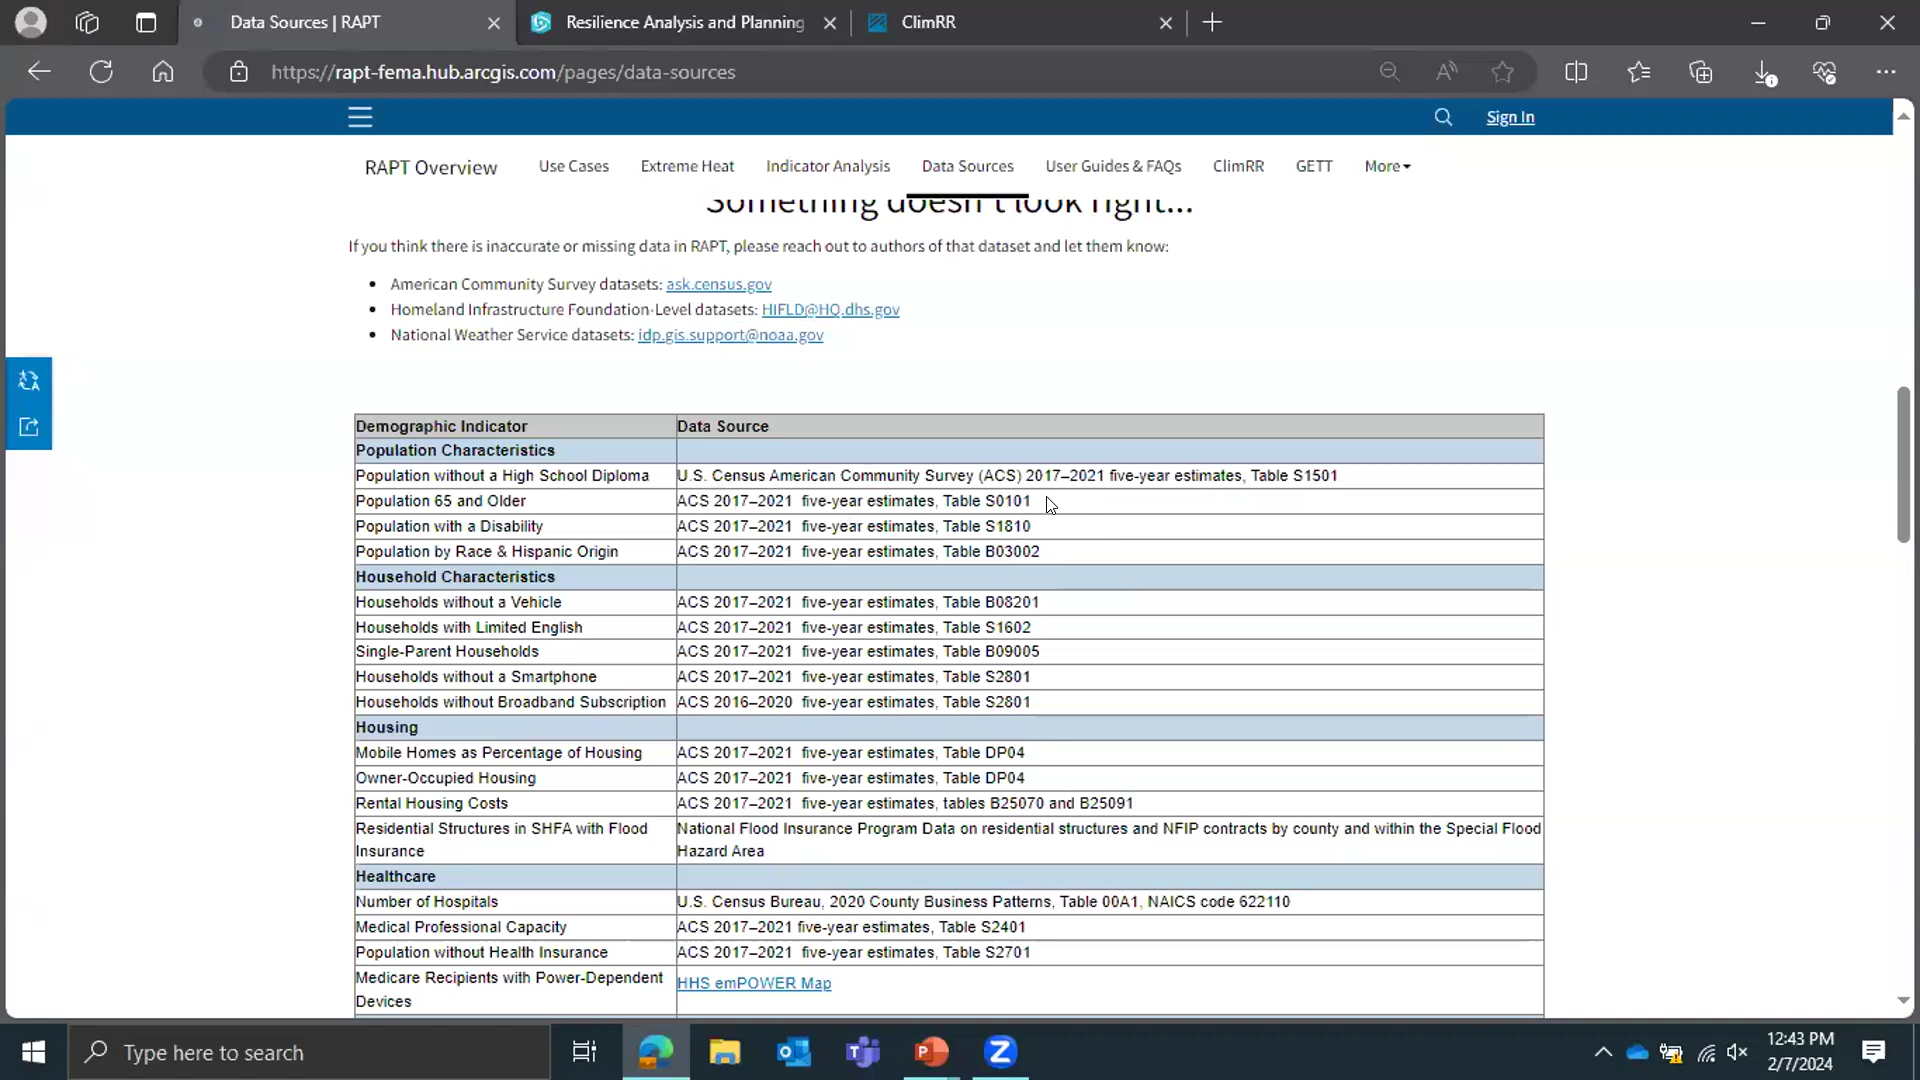 Data Sources | RAPT
Resilience Analysis and Planning
ClimRR
https://rapt-fema.hub.arcgis.com/pages/data-sources
Sign In
RAPT Overview
Use Cases
Extreme Heat
Indicator Analysis
Data Sources
User Guides & FAQs
ClimRR
GETT
More
Something doesn't look right...
If you think there is inaccurate or missing data in RAPT, please reach out to authors of that dataset and let them know:
• American Community Survey datasets: ask.census.gov
• Homeland Infrastructure Foundation-Level datasets: HIFLD@HQ.dhs.gov
• National Weather Service datasets: idp.gis.support@noaa.gov
Demographic Indicator Data Source
Population Characteristics
Population without a High School Diploma U.S. Census American Community Survey (ACS) 2017–2021 five-year estimates, Table S1501
Population 65 and Older ACS 2017–2021 five-year estimates, Table S0101
Population with a Disability ACS 2017–2021 five-year estimates, Table S1810
Population by Race & Hispanic Origin ACS 2017–2021 five-year estimates, Table B03002
Household Characteristics
Households without a Vehicle ACS 2017–2021 five-year estimates, Table B08201
Households with Limited English ACS 2017–2021 five-year estimates, Table S1602
Single-Parent Households ACS 2017–2021 five-year estimates, Table B09005
Households without a Smartphone ACS 2017–2021 five-year estimates, Table S2801
Households without Broadband Subscription ACS 2016–2020 five-year estimates, Table S2801
Housing
Mobile Homes as Percentage of Housing ACS 2017–2021 five-year estimates, Table DP04
Owner-Occupied Housing ACS 2017–2021 five-year estimates, Table DP04
Rental Housing Costs ACS 2017–2021 five-year estimates, tables B25070 and B25091
Residential Structures in SHFA with Flood
Insurance
National Flood Insurance Program Data on residential structures and NFIP contracts by county and within the Special Flood
Hazard Area
Healthcare
Number of Hospitals U.S. Census Bureau, 2020 County Business Patterns, Table 00A1, NAICS code 622110
Medical Professional Capacity ACS 2017–2021 five-year estimates, Table S2401
Population without Health Insurance ACS 2017–2021 five-year estimates, Table S2701
Medicare Recipients with Power-Dependent
Devices
HHS emPOWER Map
Type here to search
12:43 PM
2/7/2024